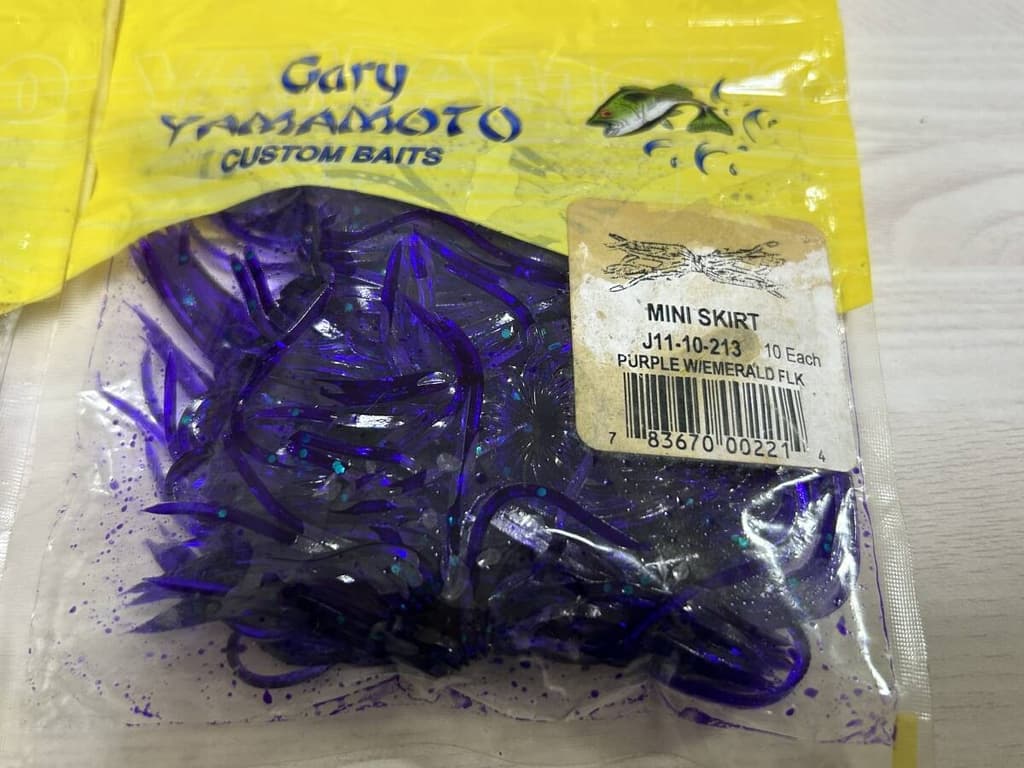 Gary
YAMAMOTO
CUSTOM BAITS
MINI SKIRT
J11-10-213 10 Each
PURPLE W/EMERALD FLK
7 83670 00221 4